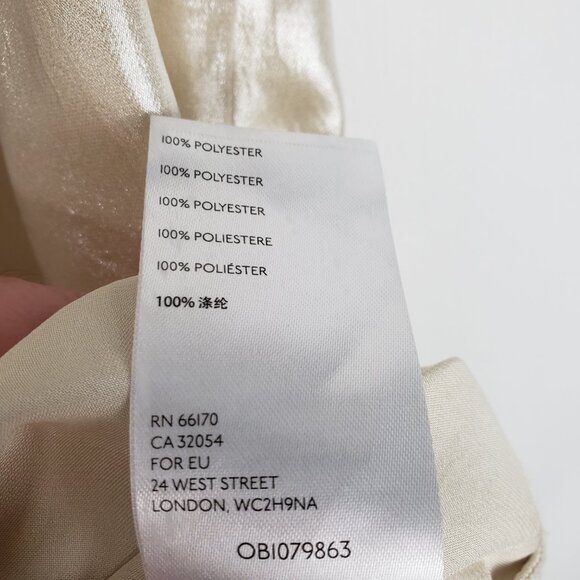 100% POLYESTER
100% POLYESTER
100% POLYESTER
100% POLIESTERE
100% POLIÉSTER
100% 涤纶
RN 66170
CA 32054
FOR EU
24 WEST STREET
LONDON, WC2H9NA
OB1079863